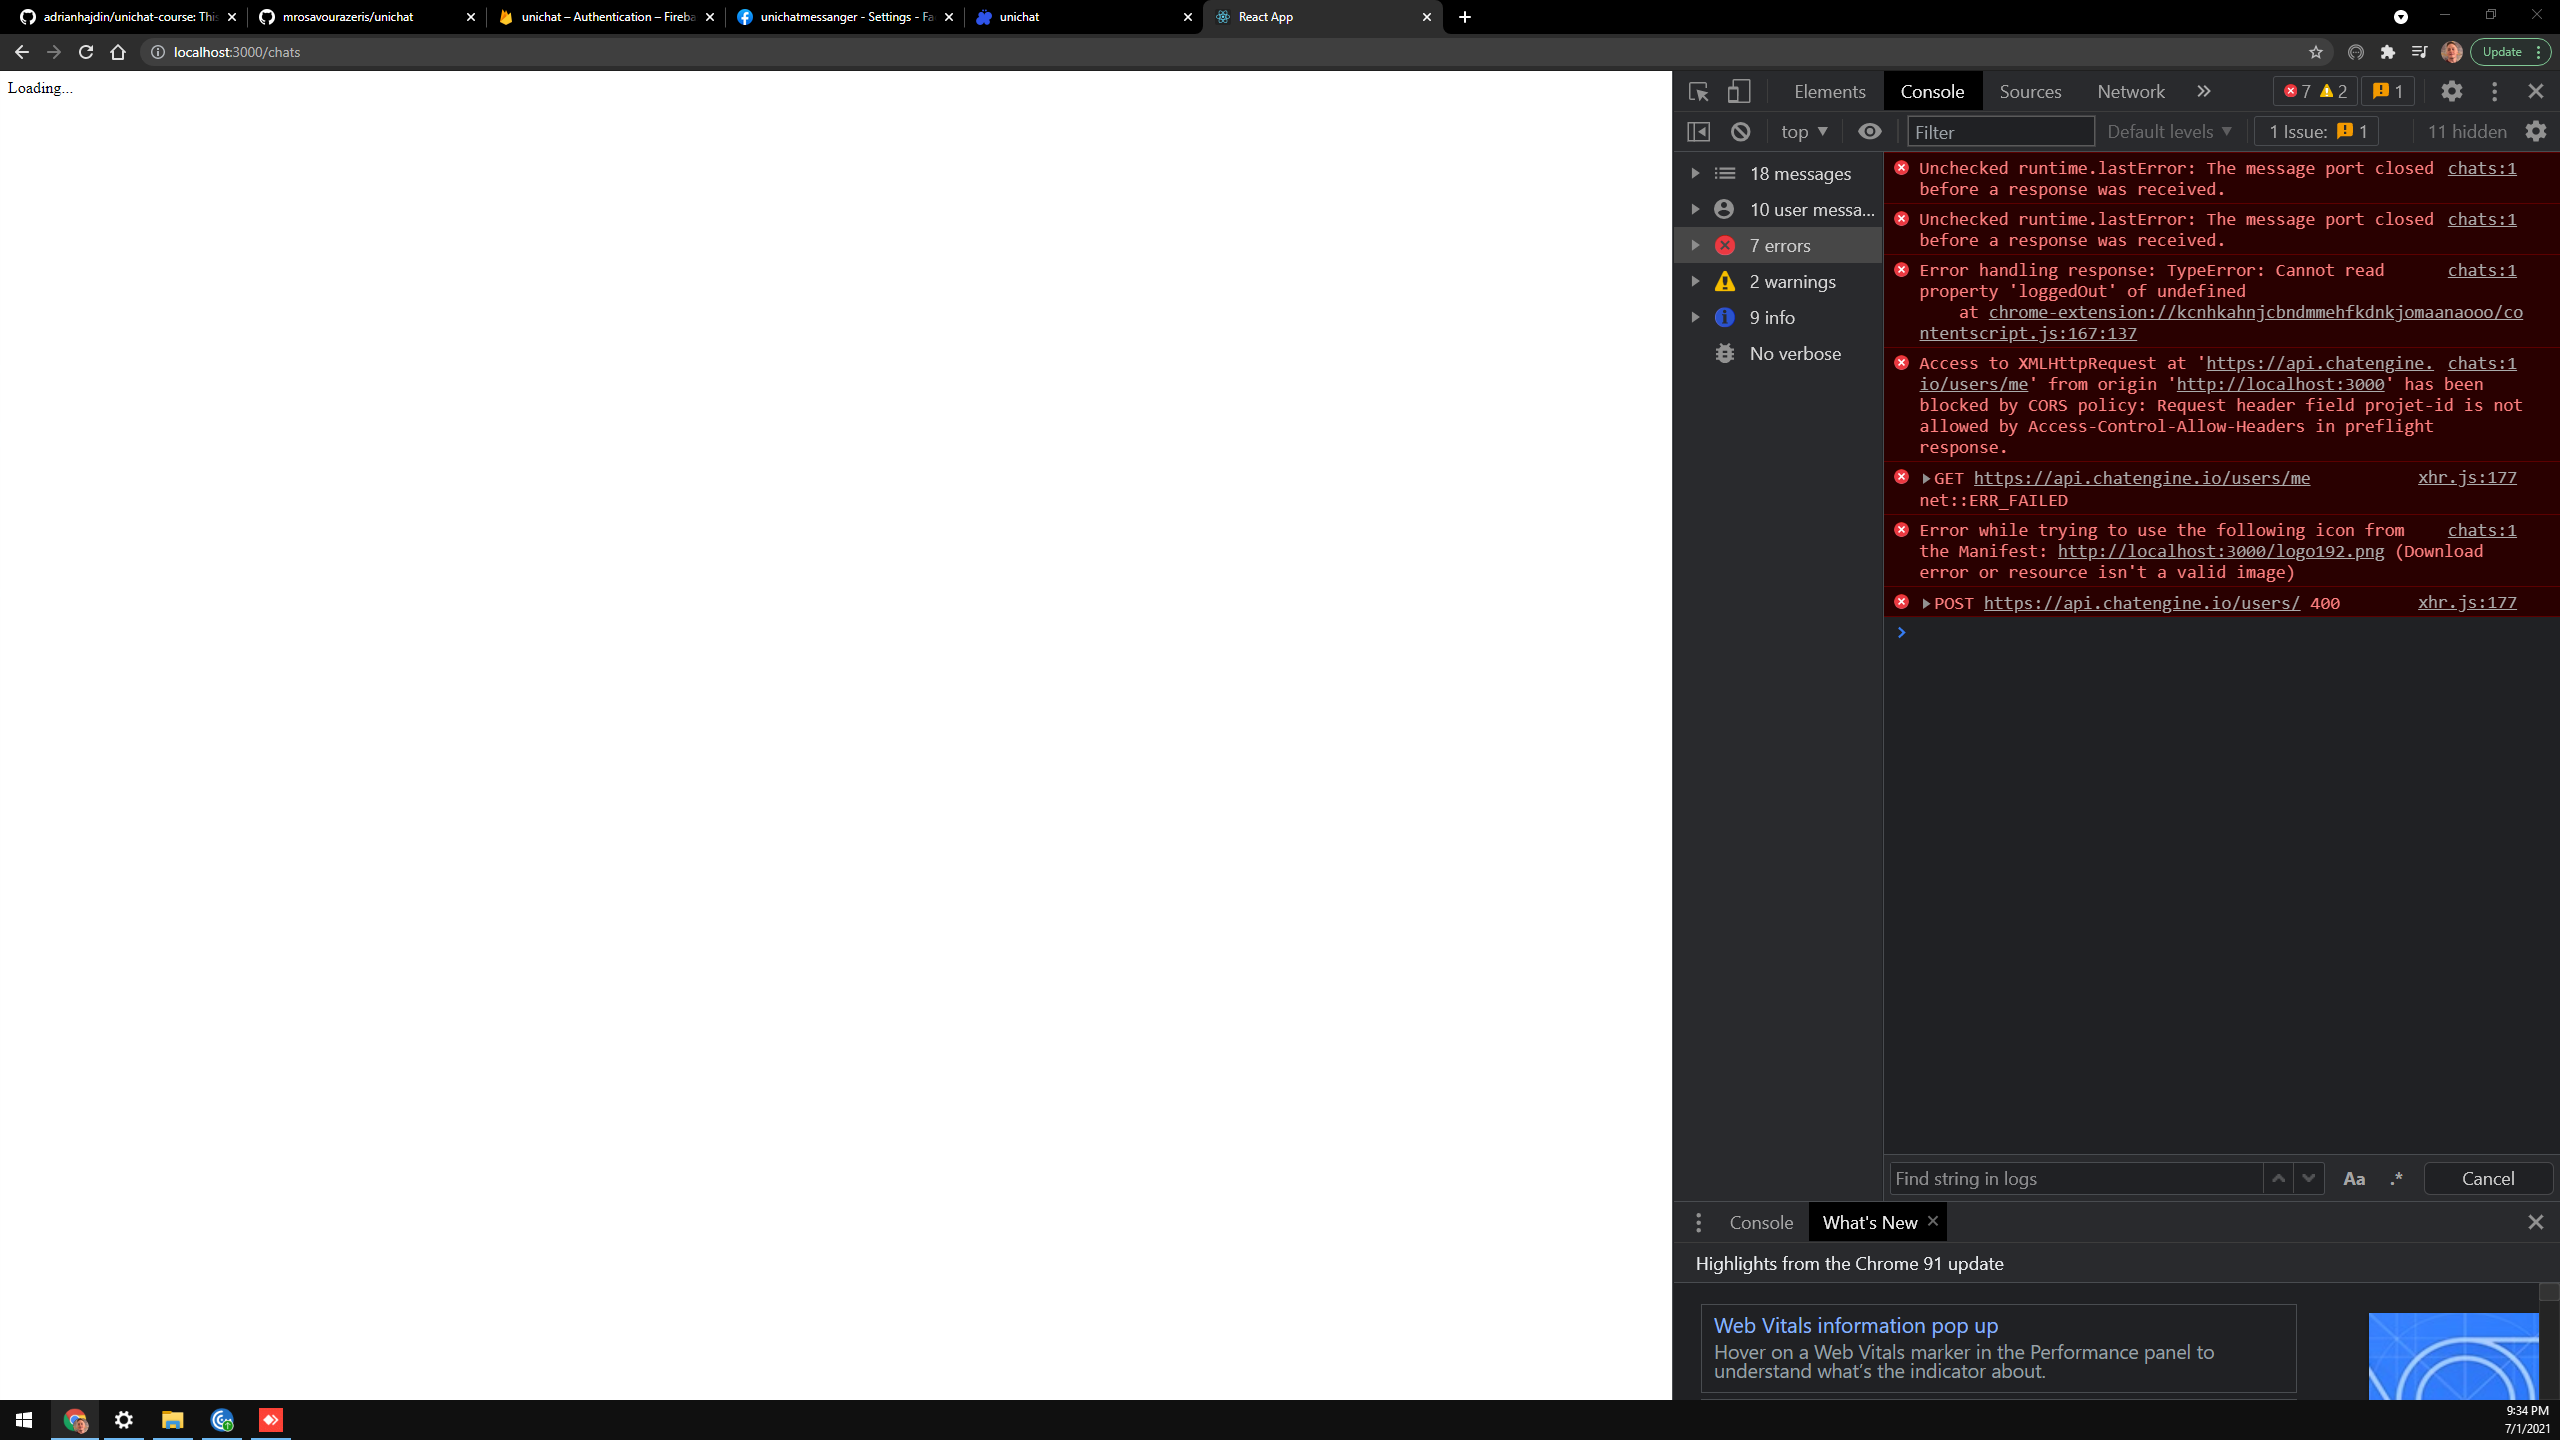 adrianhajdin/unichat-course: This
mrosavourazeris/unichat
unichat – Authentication – Fireba
unichatmessanger - Settings - Fa
unichat
React App
localhost:3000/chats
Update
Loading...
Elements
Console
Sources
Network
7
2
1
top
Filter
Default levels
1 Issue:
1
11 hidden
18 messages
10 user messa...
7 errors
2 warnings
9 info
No verbose
Unchecked runtime.lastError: The message port closed chats:1
before a response was received.
Unchecked runtime.lastError: The message port closed chats:1
before a response was received.
Error handling response: TypeError: Cannot read chats:1
property 'loggedOut' of undefined
at chrome-extension://kcnhkahnjcbndmmehfkdnkjomaanaooo/co
ntentscript.js:167:137
Access to XMLHttpRequest at 'https://api.chatengine. chats:1
io/users/me' from origin 'http://localhost:3000' has been
blocked by CORS policy: Request header field projet-id is not
allowed by Access-Control-Allow-Headers in preflight
response.
GET https://api.chatengine.io/users/me xhr.js:177
net::ERR_FAILED
Error while trying to use the following icon from chats:1
the Manifest: http://localhost:3000/logo192.png (Download
error or resource isn't a valid image)
POST https://api.chatengine.io/users/ 400 xhr.js:177
Find string in logs
Aa
.*
Cancel
Console
What's New
Highlights from the Chrome 91 update
Web Vitals information pop up
Hover on a Web Vitals marker in the Performance panel to
understand what's the indicator about.
9:34 PM
7/1/2021